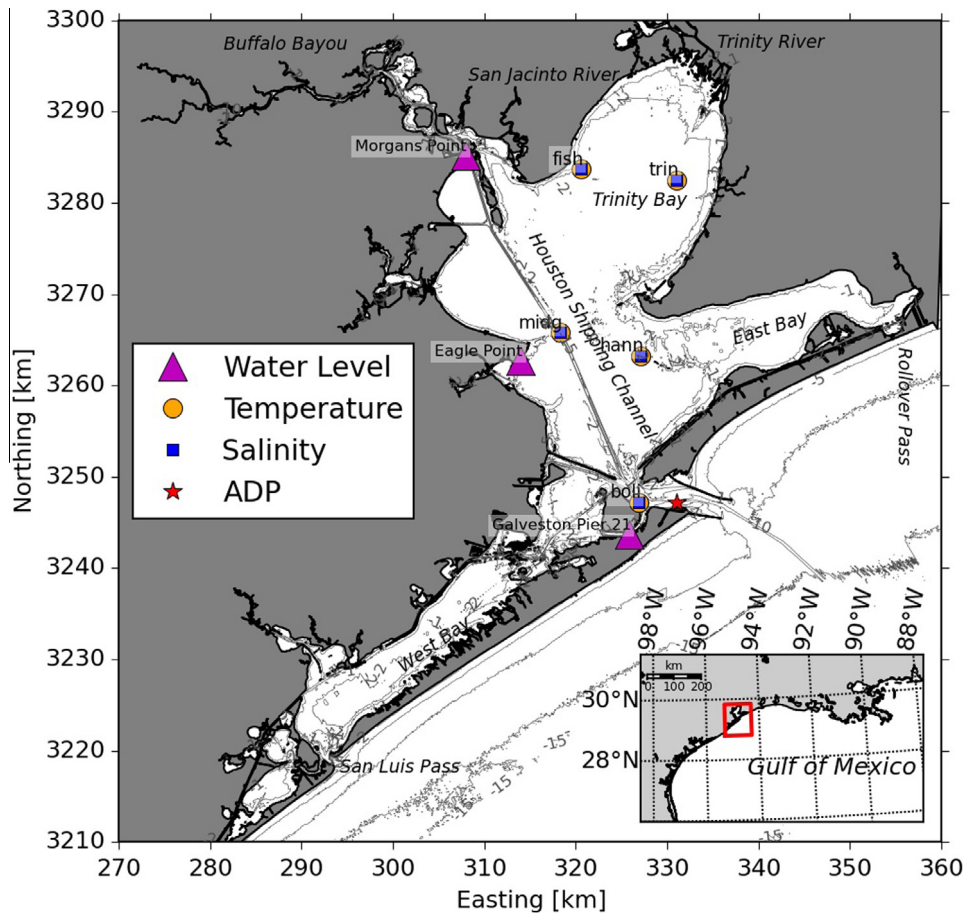 3300
3290
3280
3270
3260
3250
3240
3230
3220
3210
Northing [km]
270 280 290 300 310 320 330 340 350 360
Easting [km]
Buffalo Bayou
San Jacinto River
Trinity River
Morgans Point
fish
trin
Trinity Bay
Houston Shipping Channel
midg
hann
East Bay
Eagle Point
Rollover Pass
Water Level
Temperature
Salinity
ADP
boli
Galveston Pier 21
-10
West Bay
San Luis Pass
-15
-15
-15
98°W 96°W 94°W 92°W 90°W 88°W
km
0 100 200
30°N
28°N
Gulf of Mexico